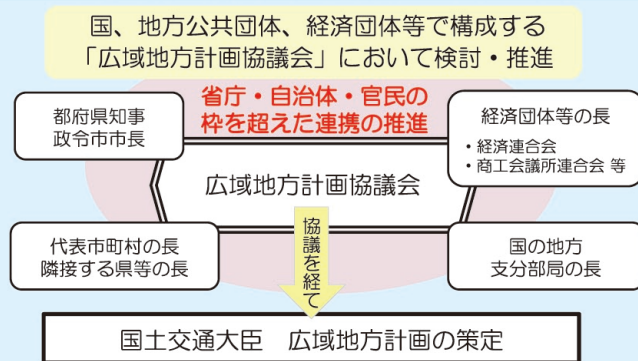 国、地方公共団体、経済団体等で構成する
「広域地方計画協議会」において検討・推進
省庁・自治体・官民の
枠を超えた連携の推進
都府県知事
政令市市長
経済団体等の長
・経済連合会
・商工会議所連合会 等
広域地方計画協議会
代表市町村の長
隣接する県等の長
協議を経て
国の地方
支分部局の長
国土交通大臣 広域地方計画の策定